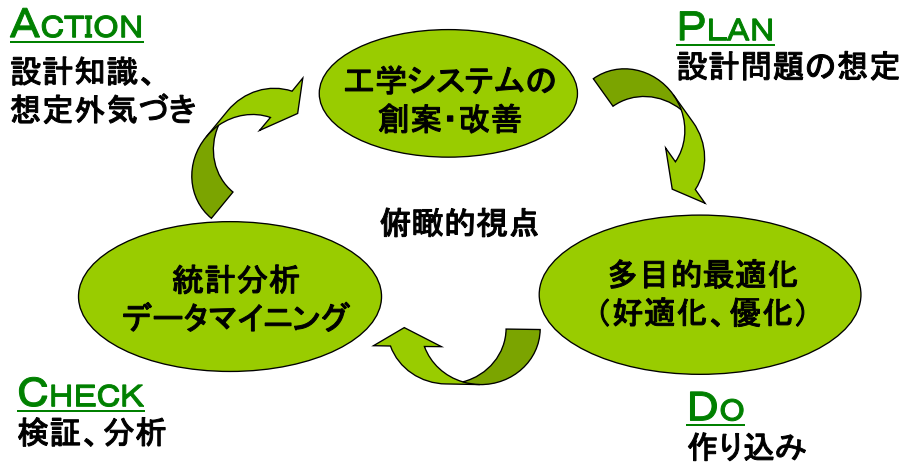 ACTION
設計知識、
想定外気づき
工学システムの
創案・改善
PLAN
設計問題の想定
俯瞰的視点
統計分析
データマイニング
多目的最適化
（好適化、優化）
CHECK
検証、分析
DO
作り込み